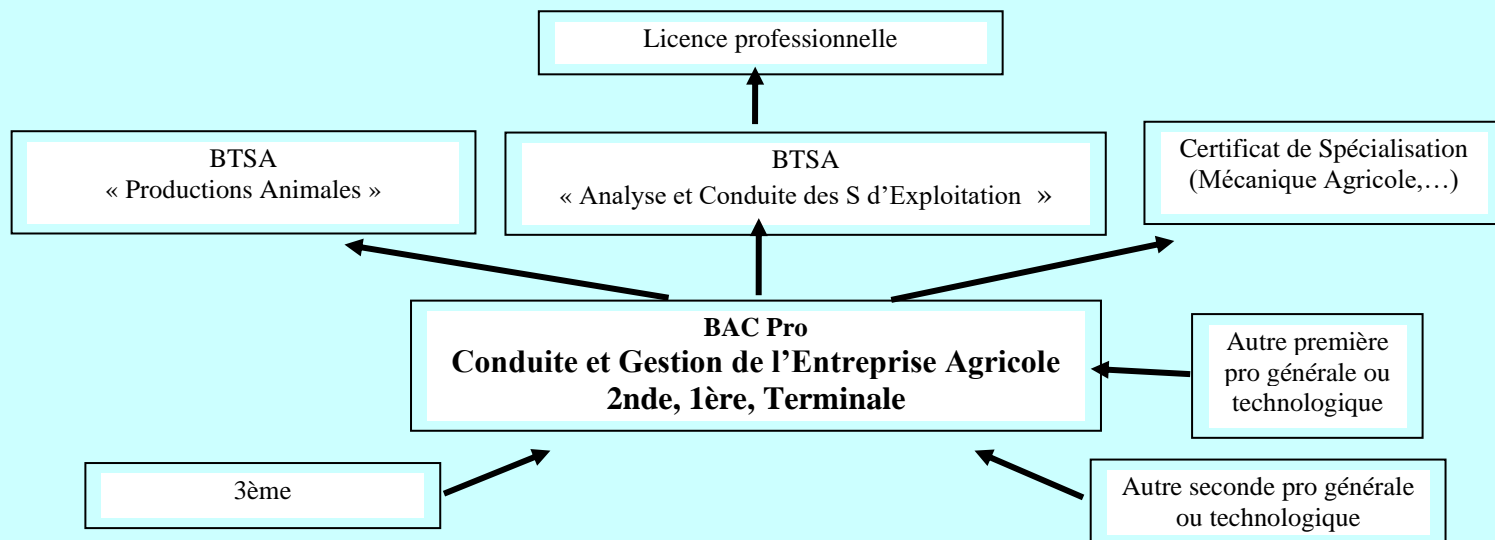 Licence professionnelle
BTSA
« Productions Animales »
BTSA
« Analyse et Conduite des S d’Exploitation »
Certificat de Spécialisation
(Mécanique Agricole,…)
BAC Pro
Conduite et Gestion de l’Entreprise Agricole
2nde, 1ère, Terminale
Autre première
pro générale ou
technologique
3ème
Autre seconde pro générale
ou technologique